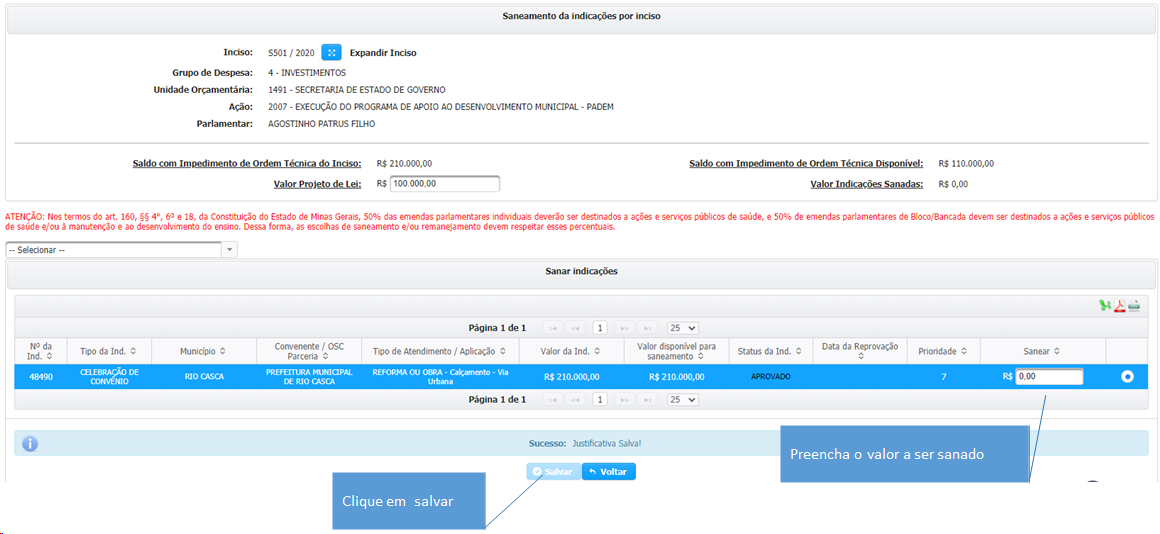 Saneamento da indicações por inciso
Inciso: S501 / 2020 Expandir Inciso
Grupo de Despesa: 4 - INVESTIMENTOS
Unidade Orçamentária: 1491 - SECRETARIA DE ESTADO DE GOVERNO
Ação: 2007 - EXECUÇÃO DO PROGRAMA DE APOIO AO DESENVOLVIMENTO MUNICIPAL - PADEM
Parlamentar: AGOSTINHO PATRUS FILHO
Saldo com Impedimento de Ordem Técnica do Inciso: R$ 210.000,00 Saldo com Impedimento de Ordem Técnica Disponível: R$ 110.000,00
Valor Projeto de Lei: R$ 100.000,00 Valor Indicações Sanadas: R$ 0,00
ATENÇÃO: Nos termos do art. 160, §§ 4º, 6º e 18, da Constituição do Estado de Minas Gerais, 50% das emendas parlamentares individuais deverão ser destinados a ações e serviços públicos de saúde, e 50% de emendas parlamentares de Bloco/Bancada devem ser destinados a ações e serviços públicos
de saúde e/ou à manutenção e ao desenvolvimento do ensino. Dessa forma, as escolhas de saneamento e/ou remanejamento devem respeitar esses percentuais.
-- Selecionar --
Sanar indicações
Página 1 de 1 1 25
Nº da Ind. Tipo da Ind. Município Convenente / OSC Parceria Tipo de Atendimento / Aplicação Valor da Ind. Valor disponível para saneamento Status da Ind. Data da Reprovação Prioridade Sanear
48490 CELEBRAÇÃO DE CONVÊNIO RIO CASCA PREFEITURA MUNICIPAL DE RIO CASCA REFORMA OU OBRA - Calçamento - Via Urbana R$ 210.000,00 R$ 210.000,00 APROVADO 7 R$ 0,00
Página 1 de 1 1 25
Sucesso: Justificativa Salva!
Preencha o valor a ser sanado
Salvar Voltar
Clique em salvar